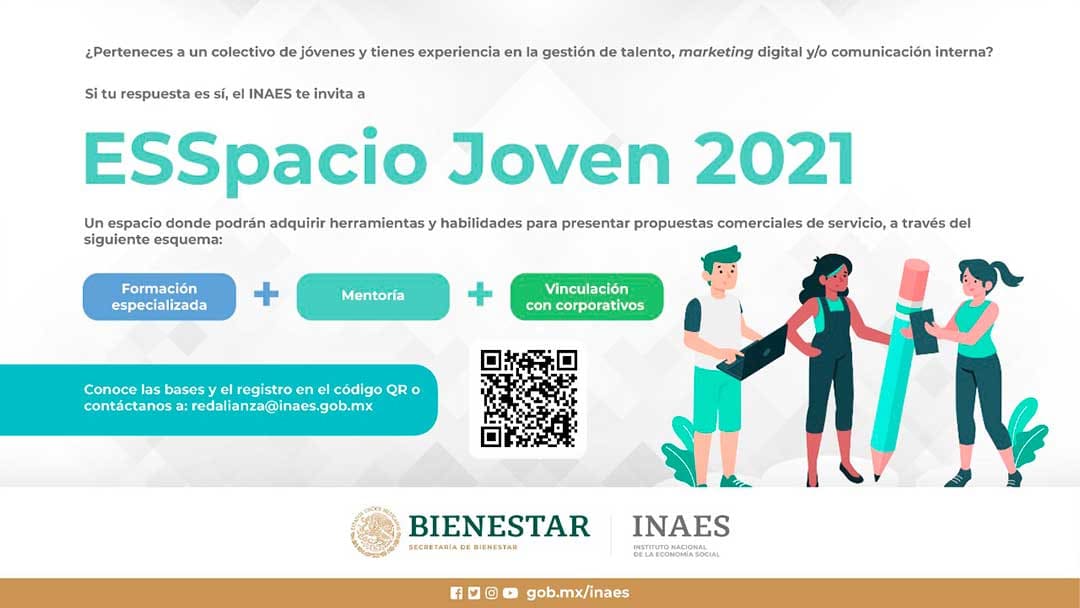 ¿Perteneces a un colectivo de jóvenes y tienes experiencia en la gestión de talento, marketing digital y/o comunicación interna?
Si tu respuesta es sí, el INAES te invita a
ESSpacio Joven 2021
Un espacio donde podrán adquirir herramientas y habilidades para presentar propuestas comerciales de servicio, a través del
siguiente esquema:
Formación
especializada
+
Mentoría
+
Vinculación
con corporativos
Conoce las bases y el registro en el código QR o
contáctanos a: redalianza@inaes.gob.mx
BIENESTAR
SECRETARÍA DE BIENESTAR
INAES
INSTITUTO NACIONAL
DE LA ECONOMÍA SOCIAL
gob.mx/inaes